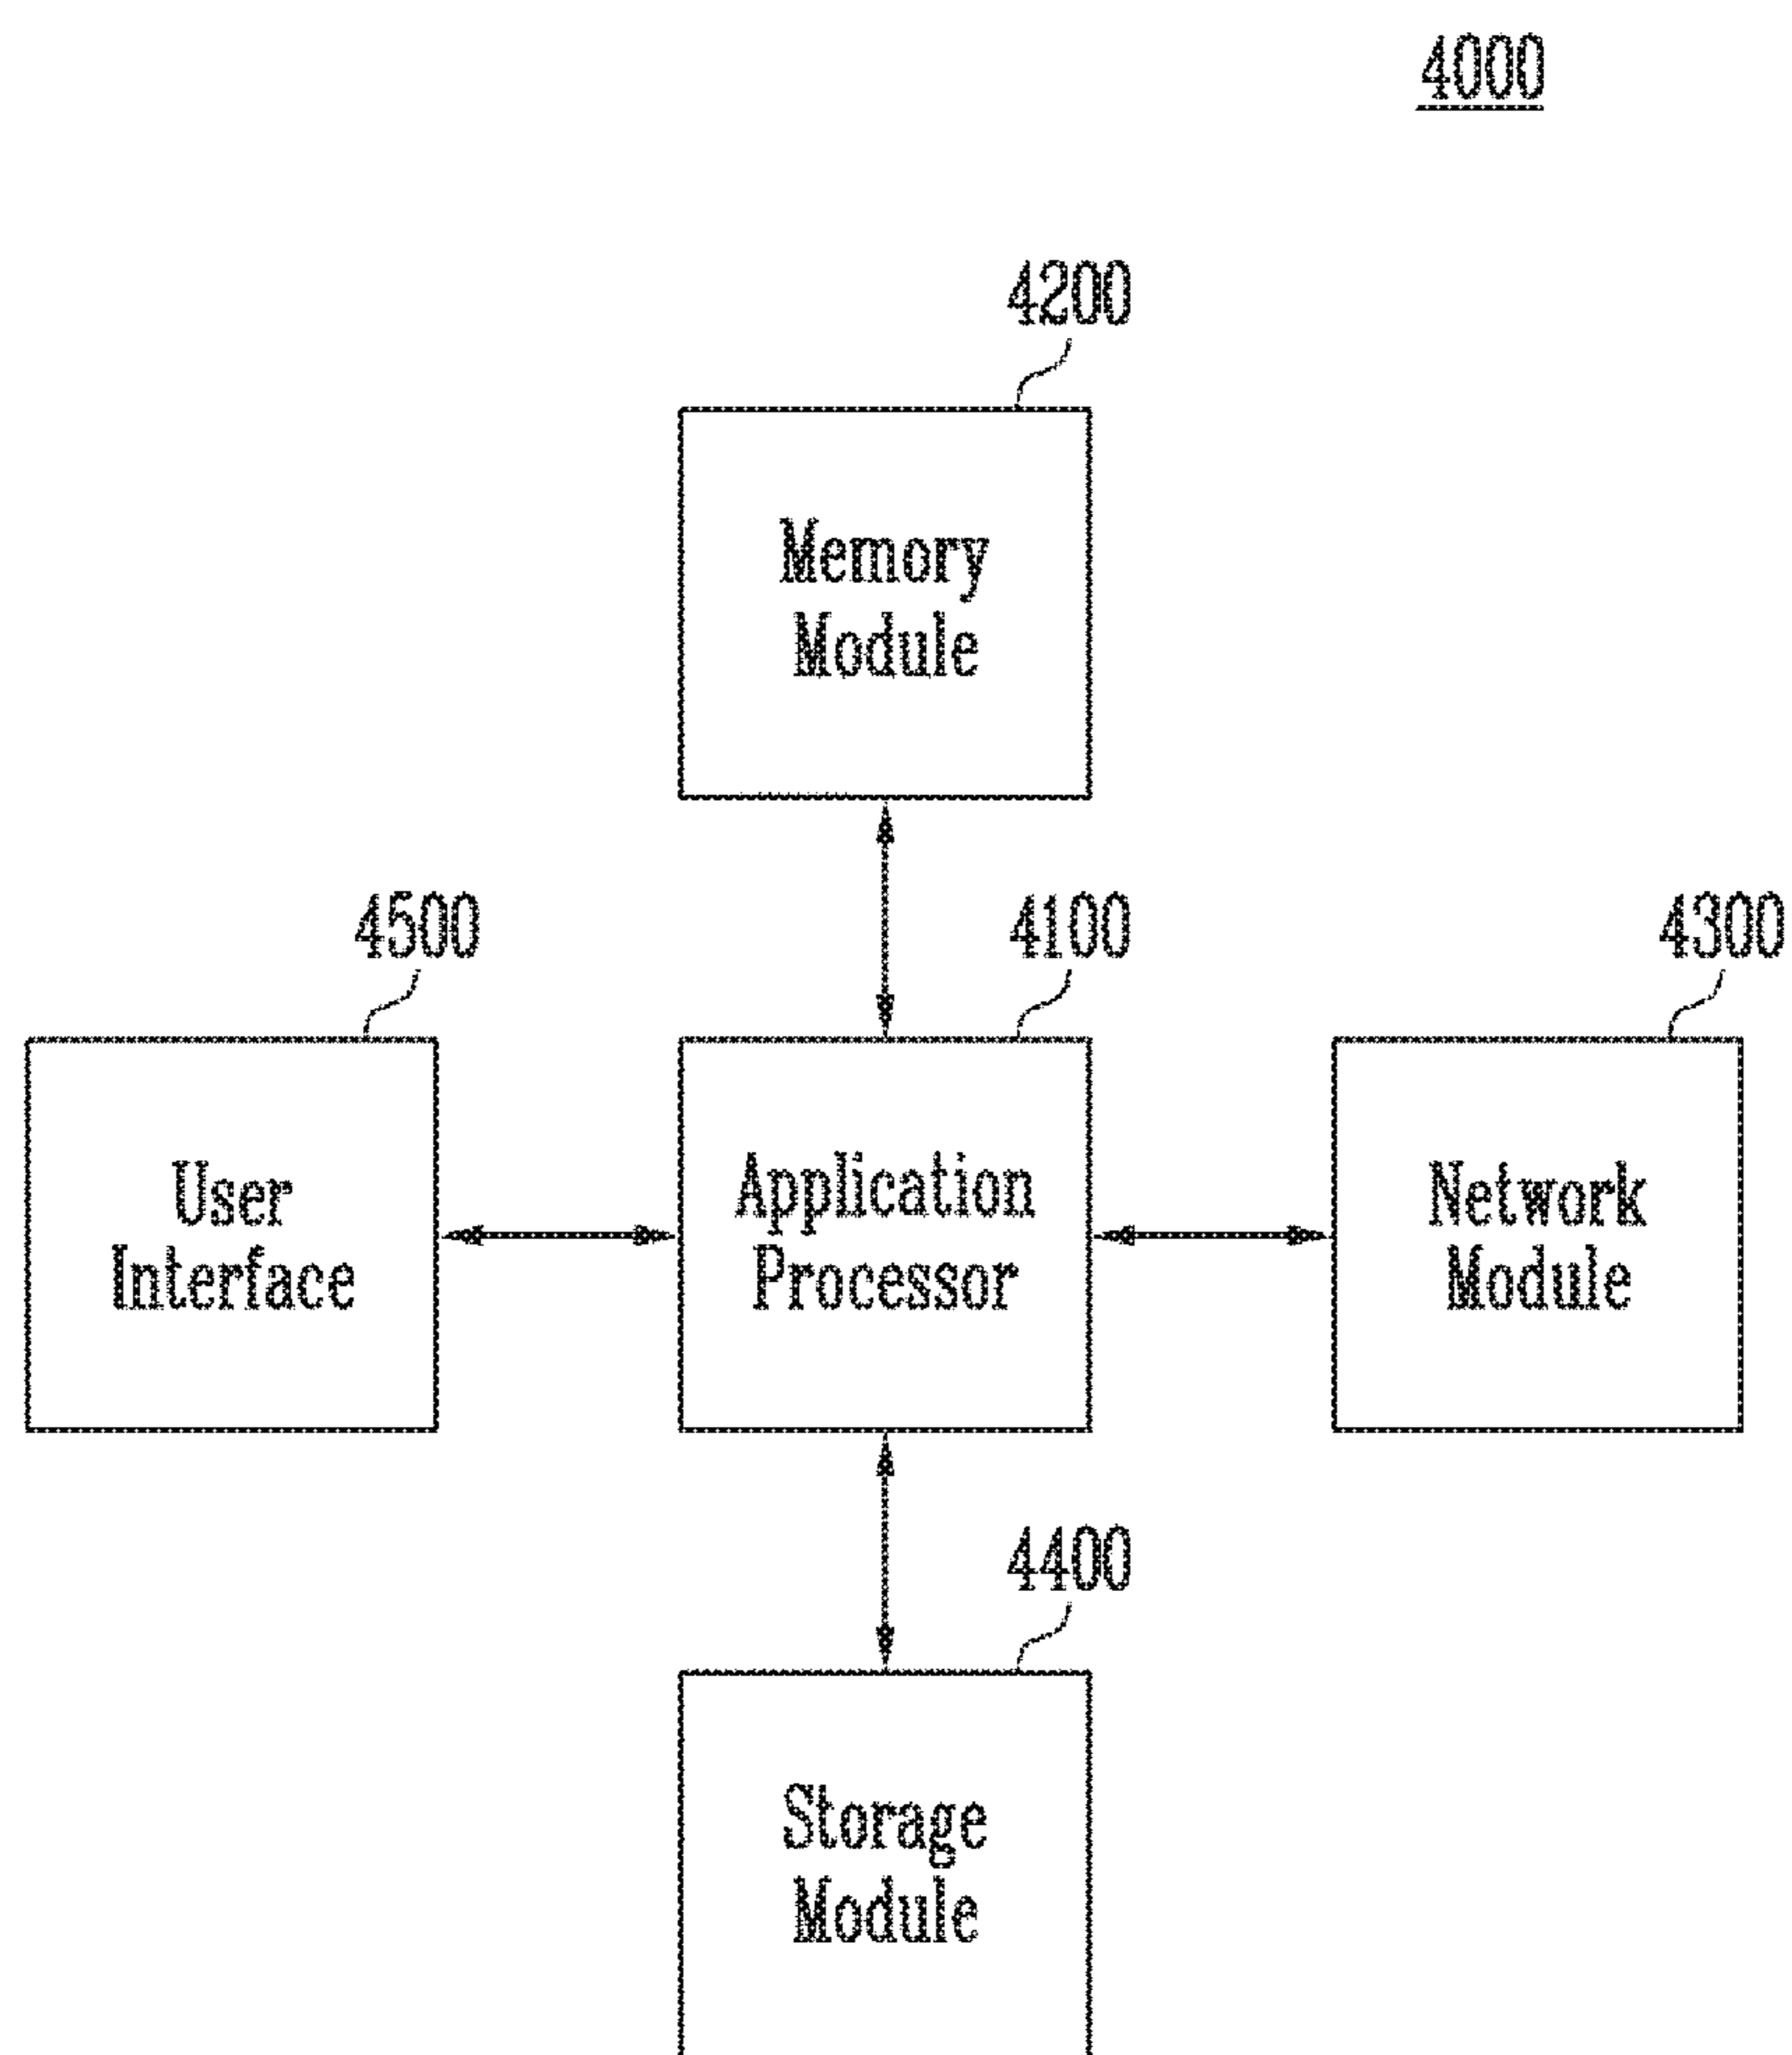 4000
4200
Memory
Module
4500
4100
4300
User
Interface
Application
Processor
Network
Module
4400
Storage
Module